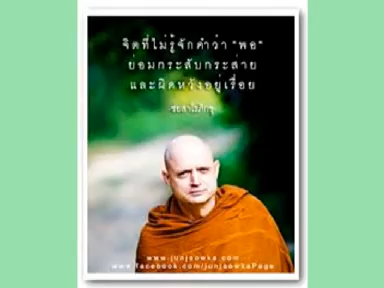 จิตที่ไม่รู้จักคำว่า "พอ"
ย่อมกระสับกระส่าย
และผิดหวังอยู่เรื่อย
ชยสาโรภิกขุ
www.junjaowka.com
www.facebook.com/junjaowkaPage